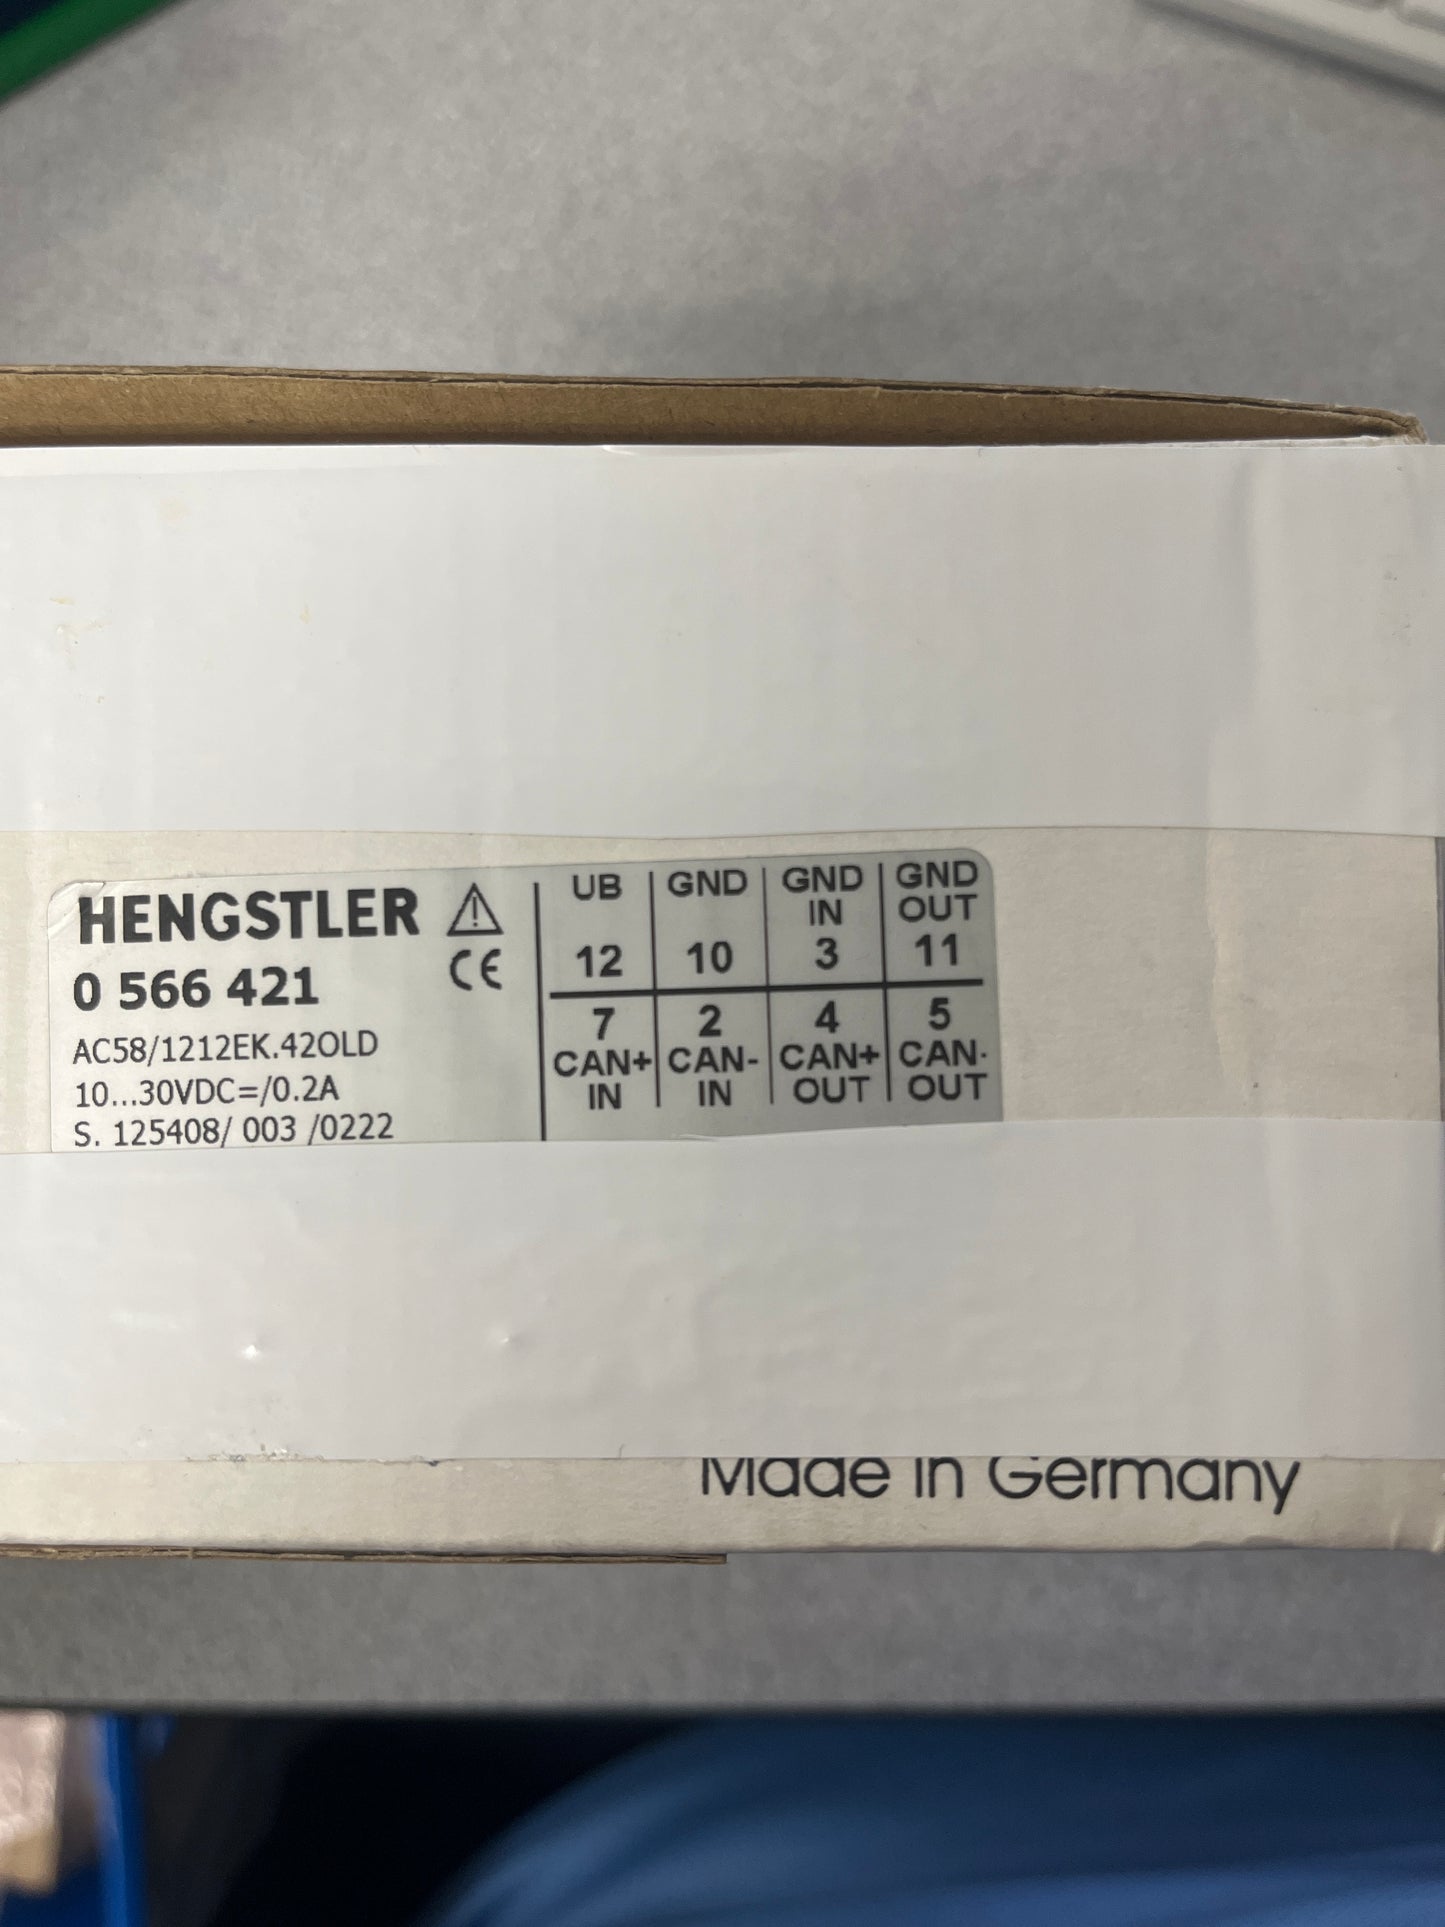 HENGSTLER
0 566 421
AC58/1212EK.42OLD
10...30VDC=/0.2A
S. 125408/ 003 /0222
CE
UB GND GND IN GND OUT
12 10 3 11
7 2 4 5
CAN+ IN CAN- IN CAN+ OUT CAN- OUT
Made in Germany